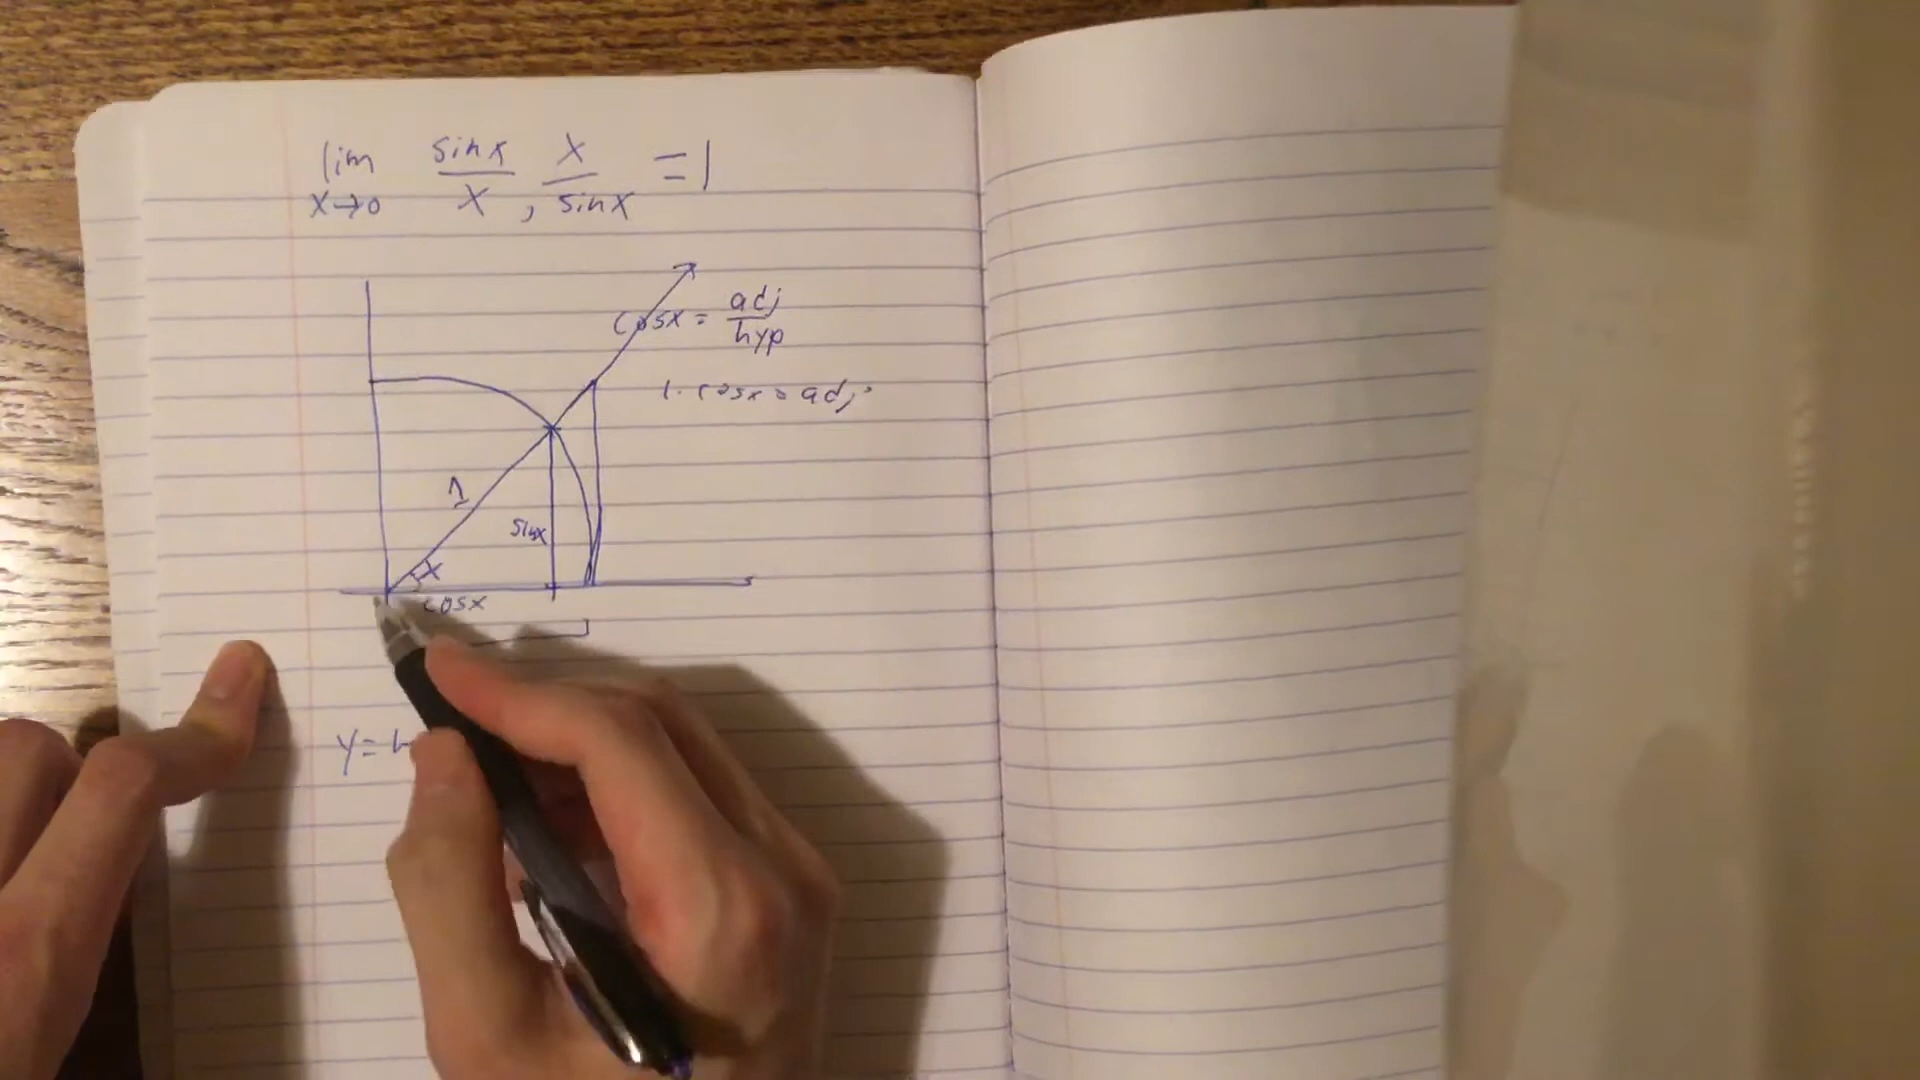 lim sinx/x , x/sinx = 1
x→0
cosx = adj/hyp
1·cosx = adj
1
sinx
x
cosx
y=